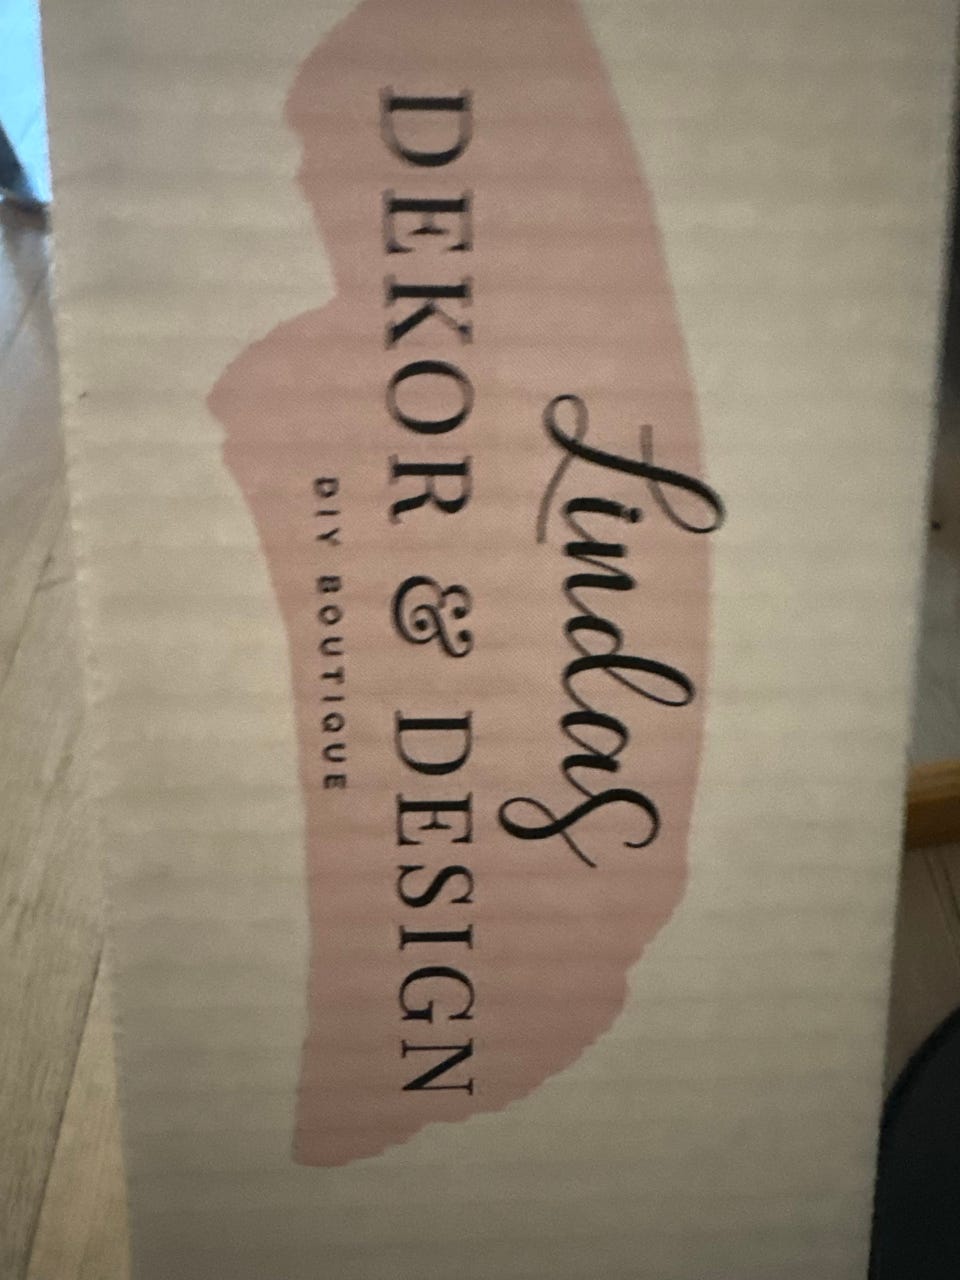 Lindas
DEKOR & DESIGN
DIY BOUTIQUE